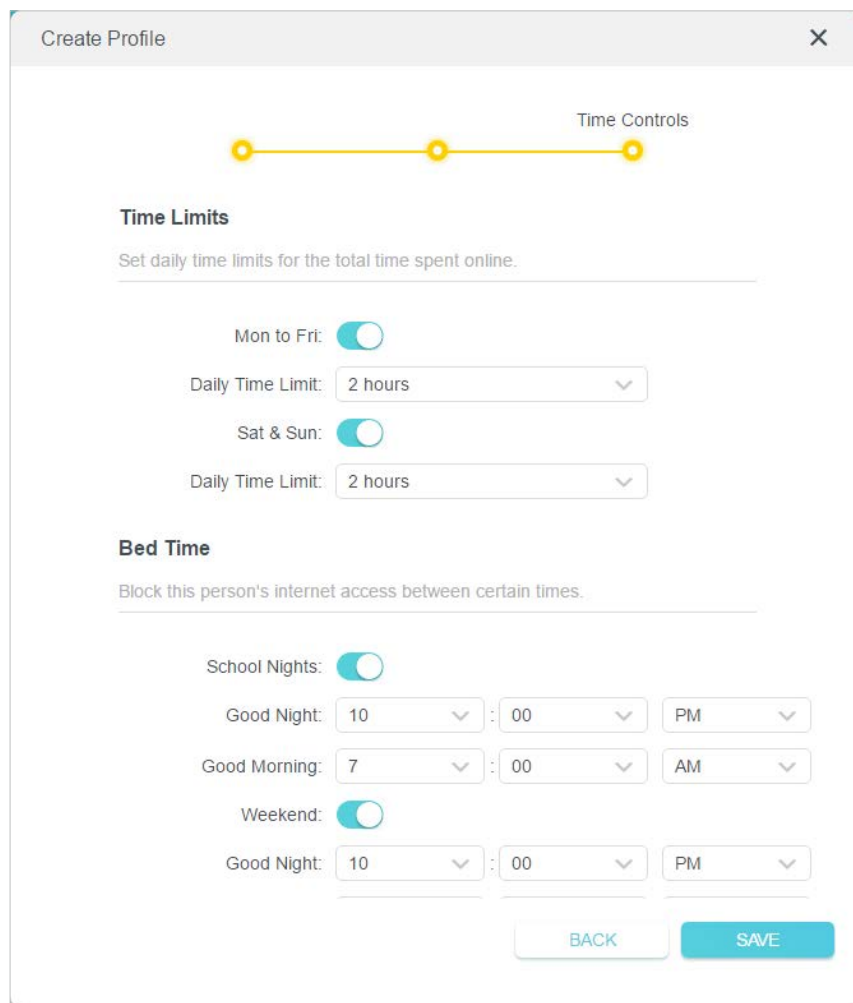 Create Profile
Time Controls
Time Limits
Set daily time limits for the total time spent online.
Mon to Fri:
Daily Time Limit: 2 hours
Sat & Sun:
Daily Time Limit: 2 hours
Bed Time
Block this person's internet access between certain times.
School Nights:
Good Night: 10 : 00 PM
Good Morning: 7 : 00 AM
Weekend:
Good Night: 10 : 00 PM
BACK SAVE